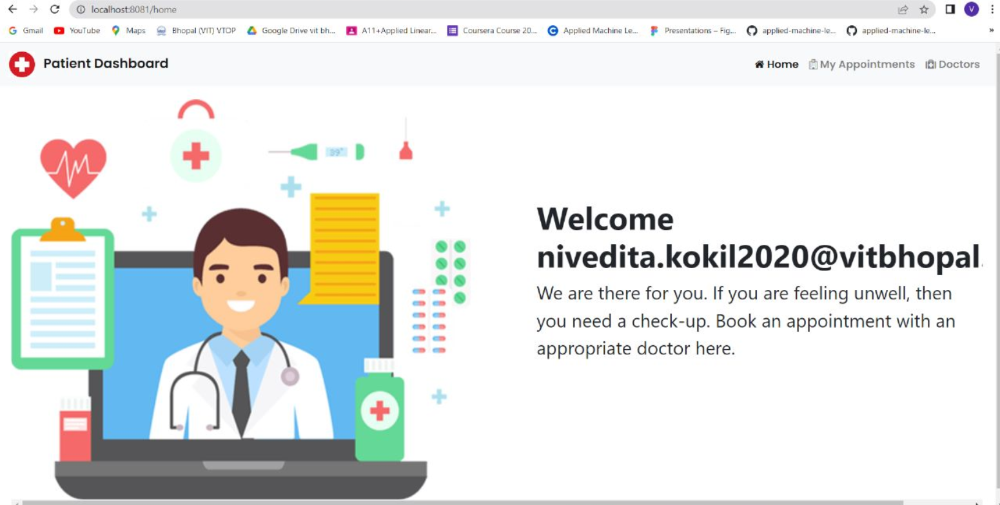 localhost:8081/home
V
Gmail YouTube Maps Bhopal (VIT) VTOP Google Drive vit bh... A11+Applied Linear... Coursera Course 20... Applied Machine Le... Presentations – Fig... applied-machine-le... applied-machine-le... »
Patient Dashboard Home My Appointments Doctors
39°
Welcome
nivedita.kokil2020@vitbhopal.
We are there for you. If you are feeling unwell, then
you need a check-up. Book an appointment with an
appropriate doctor here.